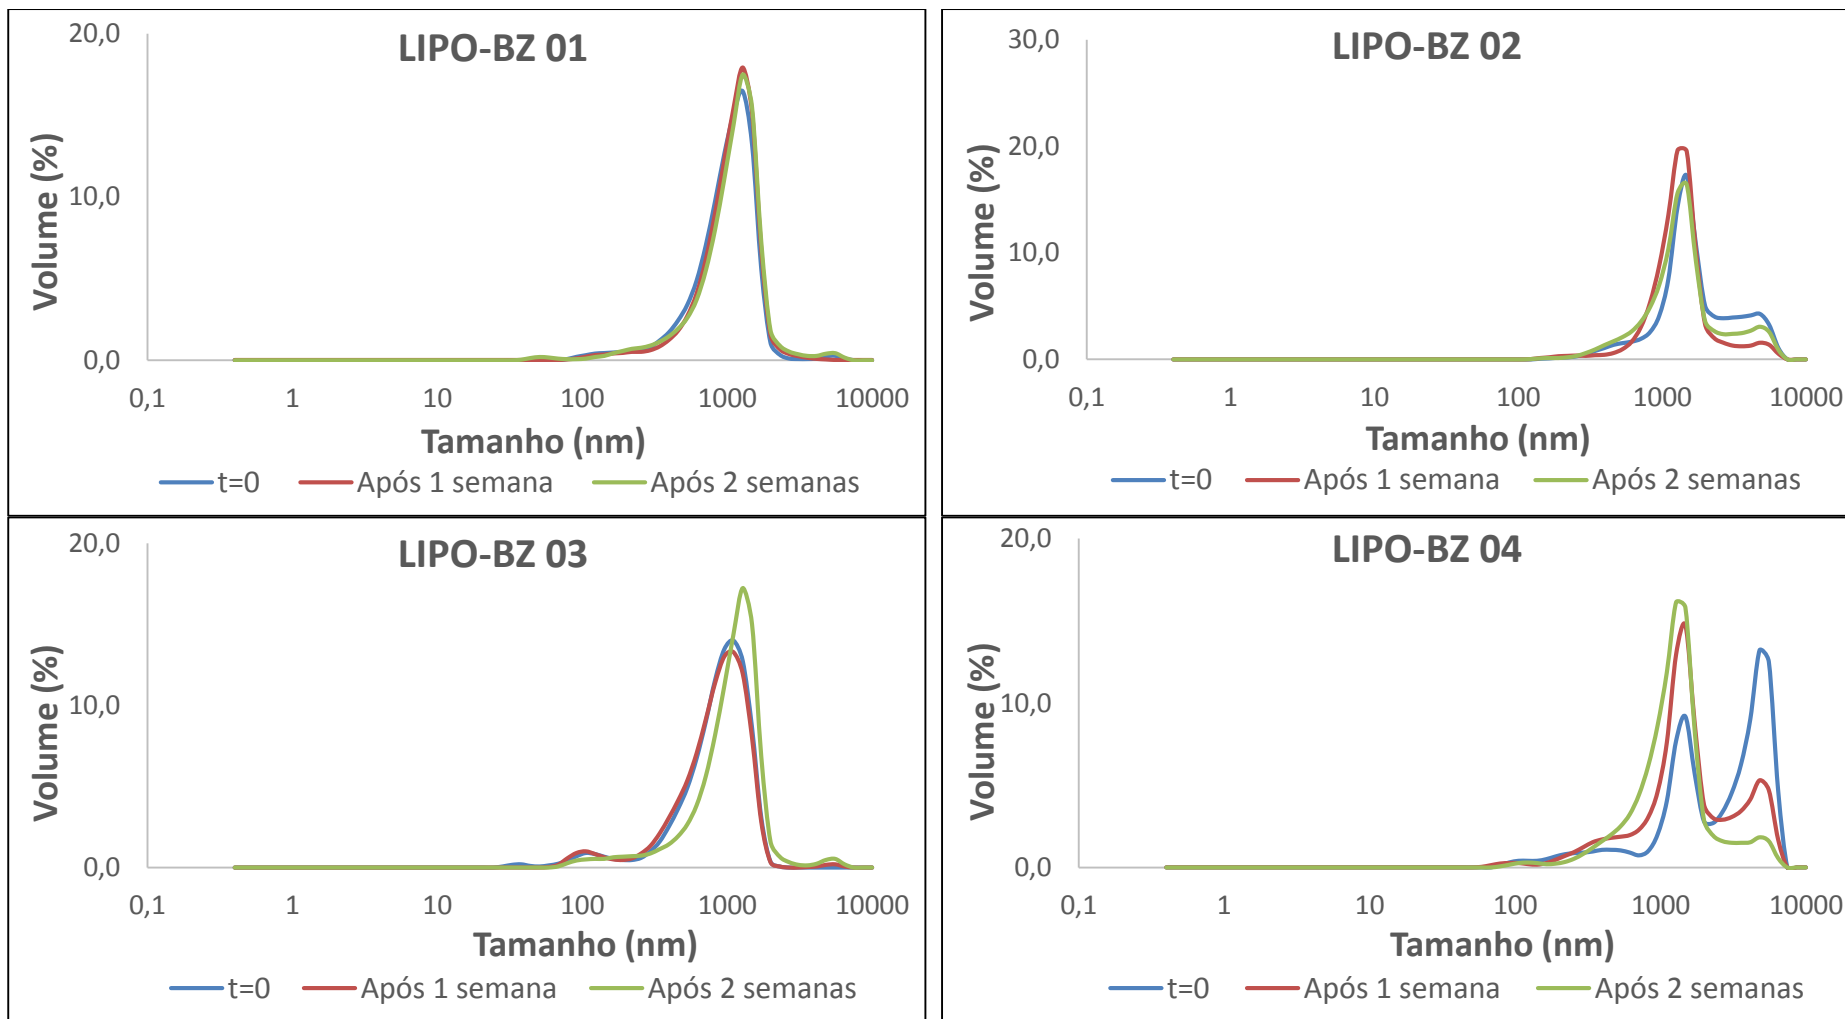 LIPO-BZ 01
20,0
10,0
0,0
Volume (%)
0,1 1 10 100 1000 10000
Tamanho (nm)
t=0 Após 1 semana Após 2 semanas
LIPO-BZ 02
30,0
20,0
10,0
0,0
Volume (%)
0,1 1 10 100 1000 10000
Tamanho (nm)
t=0 Após 1 semana Após 2 semanas
LIPO-BZ 03
20,0
10,0
0,0
Volume (%)
0,1 1 10 100 1000 10000
Tamanho (nm)
t=0 Após 1 semana Após 2 semanas
LIPO-BZ 04
20,0
10,0
0,0
Volume (%)
0,1 1 10 100 1000 10000
Tamanho (nm)
t=0 Após 1 semana Após 2 semanas